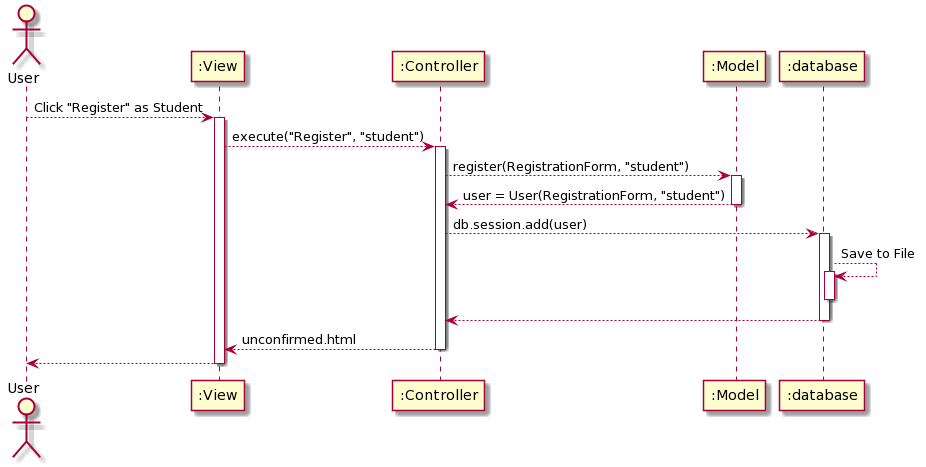 User
:View
:Controller
:Model
:database
Click "Register" as Student
execute("Register", "student")
register(RegistrationForm, "student")
user = User(RegistrationForm, "student")
db.session.add(user)
Save to File
unconfirmed.html
User
:View
:Controller
:Model
:database